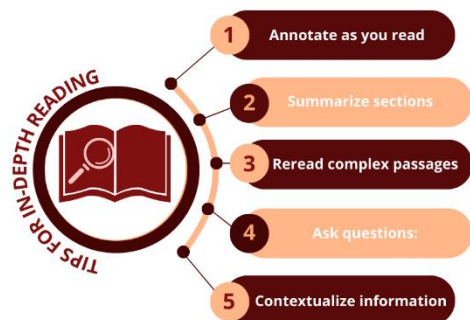 TIPS FOR IN-DEPTH READING
1
Annotate as you read
2
Summarize sections
3
Reread complex passages
4
Ask questions:
5
Contextualize information